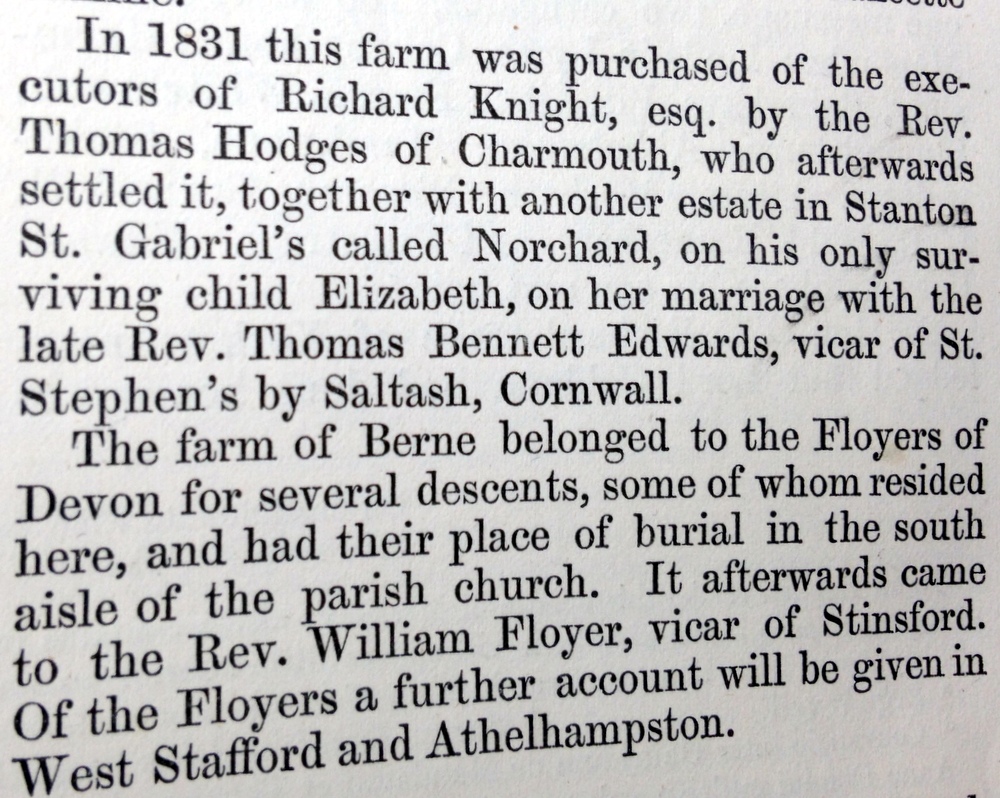 In 1831 this farm was purchased of the exe-
cutors of Richard Knight, esq. by the Rev.
Thomas Hodges of Charmouth, who afterwards
settled it, together with another estate in Stanton
St. Gabriel's called Norchard, on his only sur-
viving child Elizabeth, on her marriage with the
late Rev. Thomas Bennett Edwards, vicar of St.
Stephen's by Saltash, Cornwall.
The farm of Berne belonged to the Floyers of
Devon for several descents, some of whom resided
here, and had their place of burial in the south
aisle of the parish church. It afterwards came
to the Rev. William Floyer, vicar of Stinsford.
Of the Floyers a further account will be given in
West Stafford and Athelhampston.